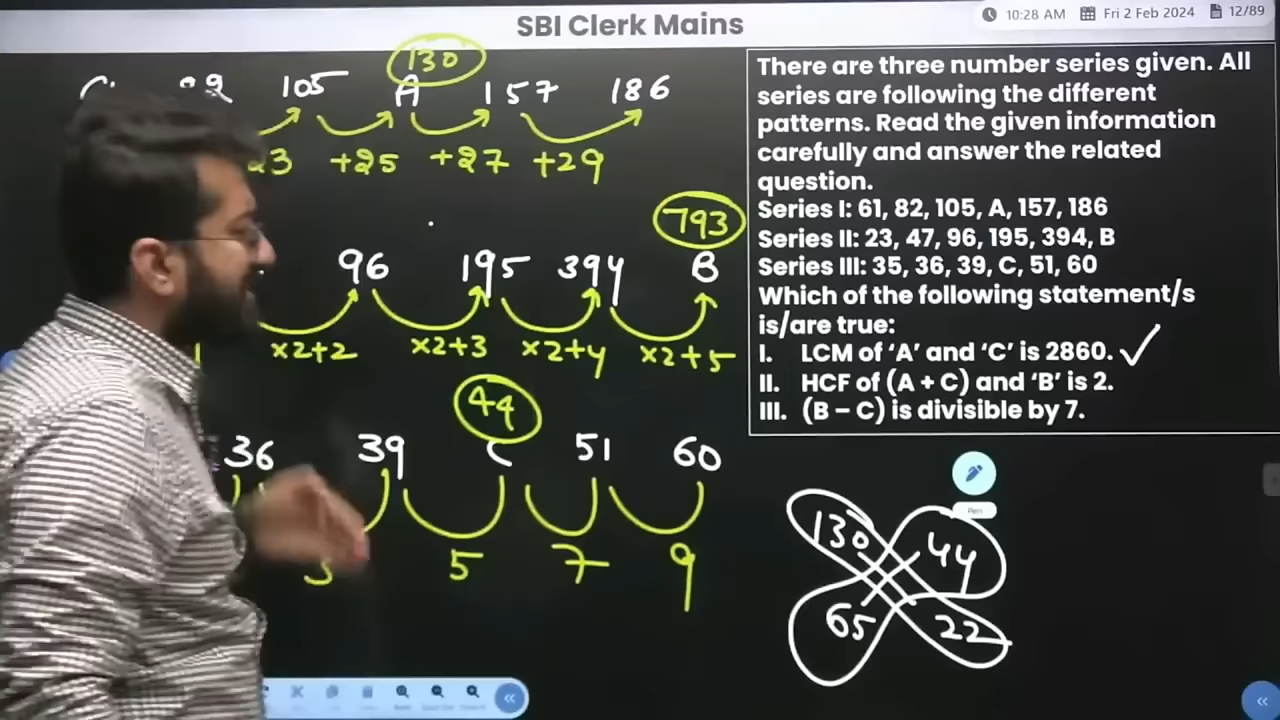 SBI Clerk Mains
10:28 AM Fri 2 Feb 2024 12/89
130
105 A 157 186
+25 +27 +29
793
96 195 394 B
x2+2 x2+3 x2+4 x2+5
44
36 39 C 51 60
5 7 9
There are three number series given. All
series are following the different
patterns. Read the given information
carefully and answer the related
question.
Series I: 61, 82, 105, A, 157, 186
Series II: 23, 47, 96, 195, 394, B
Series III: 35, 36, 39, C, 51, 60
Which of the following statement/s
is/are true:
I. LCM of ‘A’ and ‘C’ is 2860.
II. HCF of (A + C) and ‘B’ is 2.
III. (B – C) is divisible by 7.
Pen
130 44
65 22